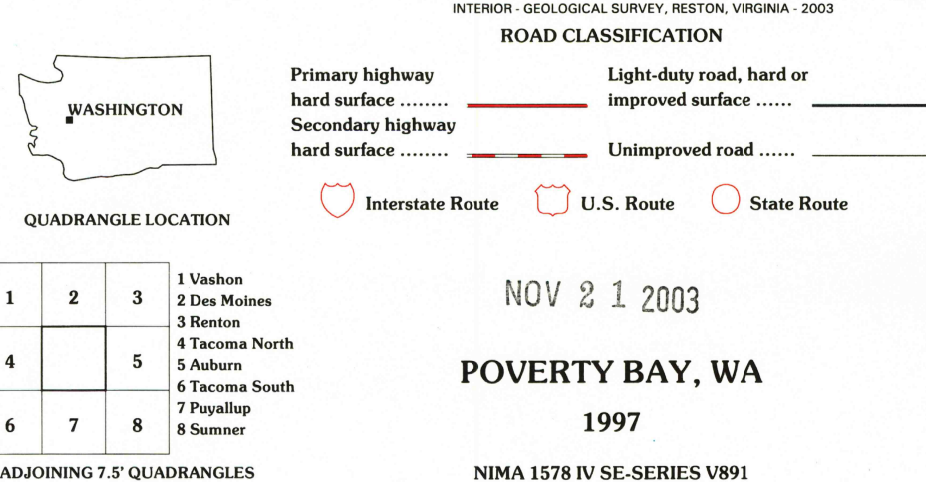 INTERIOR - GEOLOGICAL SURVEY, RESTON, VIRGINIA - 2003
ROAD CLASSIFICATION
Primary highway
hard surface ........
Secondary highway
hard surface ........
Light-duty road, hard or
improved surface ......
Unimproved road ......
Interstate Route
U.S. Route
State Route
WASHINGTON
QUADRANGLE LOCATION
1 2 3
4 5
6 7 8
1 Vashon
2 Des Moines
3 Renton
4 Tacoma North
5 Auburn
6 Tacoma South
7 Puyallup
8 Sumner
ADJOINING 7.5' QUADRANGLES
NOV 21 2003
POVERTY BAY, WA
1997
NIMA 1578 IV SE-SERIES V891